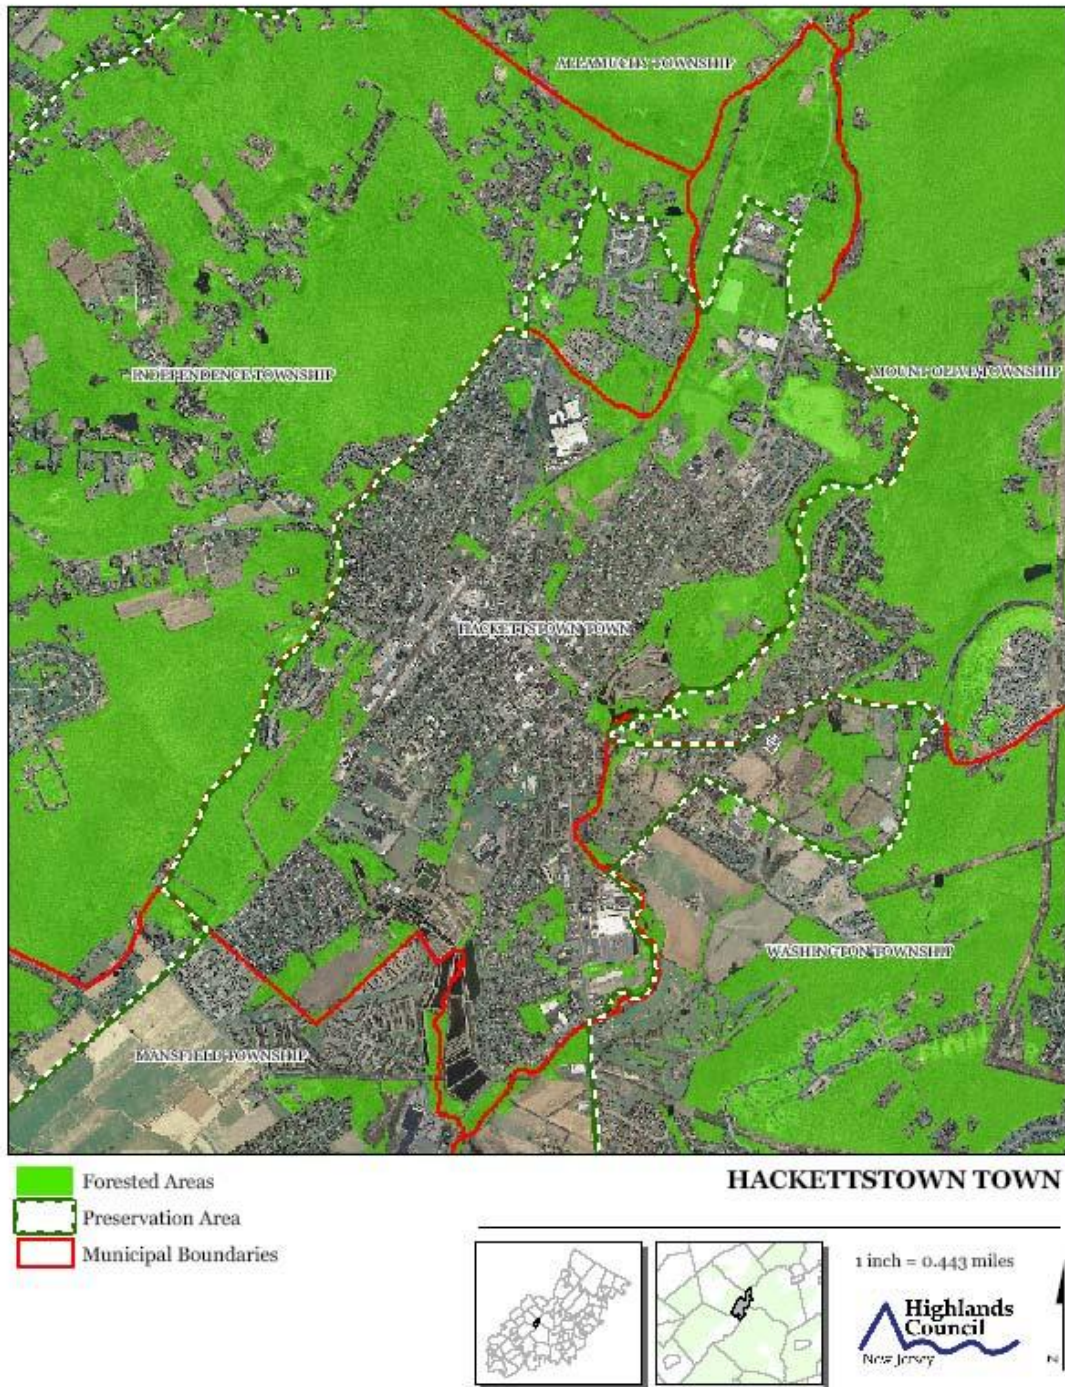 ALLAMUCHY TOWNSHIP
INDEPENDENCE TOWNSHIP
MOUNT OLIVE TOWNSHIP
HACKETTSTOWN TOWN
WASHINGTON TOWNSHIP
MANSFIELD TOWNSHIP
Forested Areas
Preservation Area
Municipal Boundaries
HACKETTSTOWN TOWN
1 inch = 0.443 miles
Highlands
Council
New Jersey
N